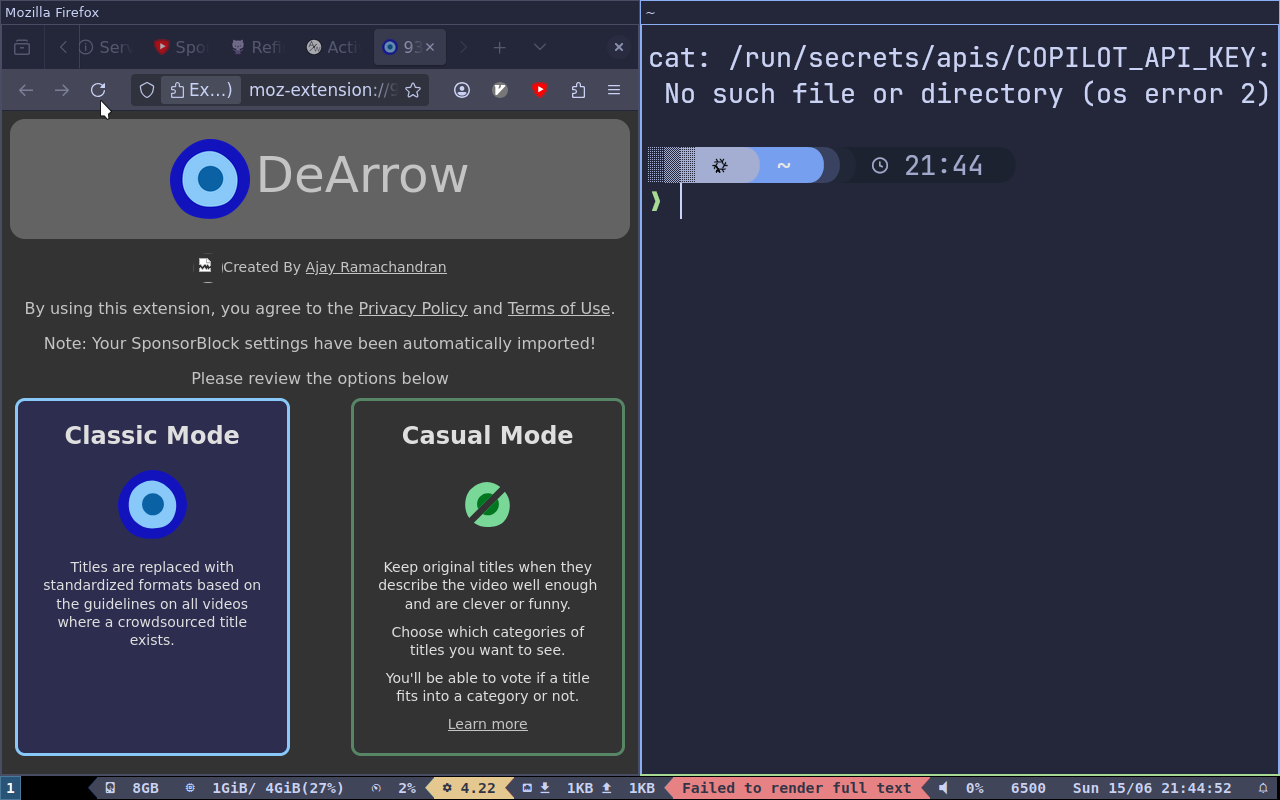 Mozilla Firefox
Serv
Spo
Refi
Acti
93
Ex...)
moz-extension://9
DeArrow
Created By Ajay Ramachandran
By using this extension, you agree to the Privacy Policy and Terms of Use.
Note: Your SponsorBlock settings have been automatically imported!
Please review the options below
Classic Mode
Titles are replaced with
standardized formats based on
the guidelines on all videos
where a crowdsourced title
exists.
Casual Mode
Keep original titles when they
describe the video well enough
and are clever or funny.
Choose which categories of
titles you want to see.
You'll be able to vote if a title
fits into a category or not.
Learn more
~
cat: /run/secrets/apis/COPILOT_API_KEY:
No such file or directory (os error 2)
~ 21:44
❱
1 8GB 1GiB/ 4GiB(27%) 2% 4.22 1KB 1KB Failed to render full text 0% 6500 Sun 15/06 21:44:52